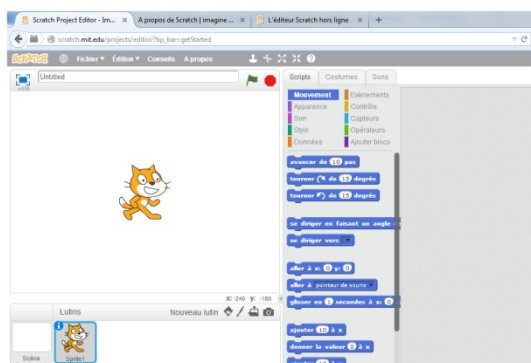 Scratch Project Editor - Im... × A propos de Scratch | imagine ... × L'éditeur Scratch hors ligne × +
scratch.mit.edu/projects/editor/?tip_bar=getStarted
SCRATCH Fichier Édition Conseils A propos
Untitled
Scripts Costumes Sons
Mouvement Evènements
Apparence Contrôle
Son Capteurs
Stylo Opérateurs
Données Ajouter blocs
avancer de 10 pas
tourner de 15 degrés
tourner de 15 degrés
se diriger en faisant un angle
se diriger vers
aller à x: 0 y: 0
aller à pointeur de souris
glisser en 1 secondes à x: 0
ajouter 10 à x
donner la valeur 0 à x
X: 240 Y: -180
Lutins Nouveau lutin
Scène Sprite1